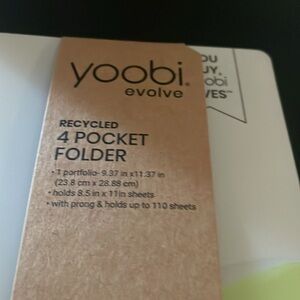 yoobi.
evolve
RECYCLED
4 POCKET
FOLDER
• 1 portfolio- 9.37 in x11.37 in
(23.8 cm x 28.88 cm)
• holds 8.5 in x 11in sheets
• with prong & holds up to 110 sheets
OU
UY,
obi
VES™